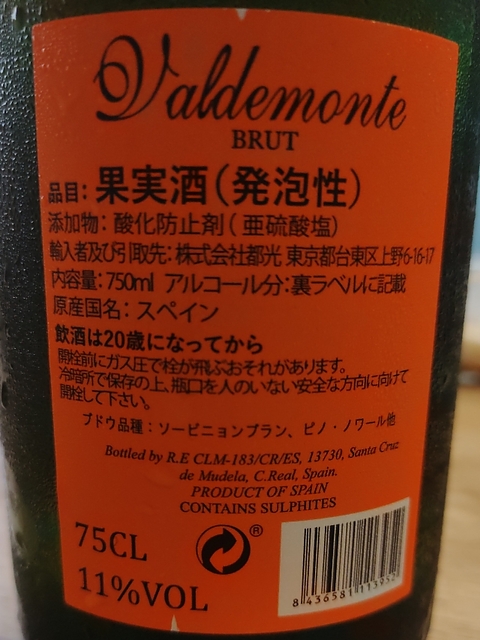 Valdemonte
BRUT
品目: 果実酒(発泡性)
添加物: 酸化防止剤(亜硫酸塩)
輸入者及び引取先: 株式会社都光 東京都台東区上野6-16-17
内容量: 750ml アルコール分: 裏ラベルに記載
原産国名: スペイン
飲酒は20歳になってから
開栓前にガス圧で栓が飛ぶおそれがあります。
冷暗所で保存の上、瓶口を人のいない安全な方向に向けて
開栓して下さい。
ブドウ品種: ソービニョンブラン、ピノ・ノワール他
Bottled by R.E CLM-183/CR/ES, 13730, Santa Cruz
de Mudela, C.Real, Spain.
PRODUCT OF SPAIN
CONTAINS SULPHITES
75CL
®
11%VOL
8 436581 113952